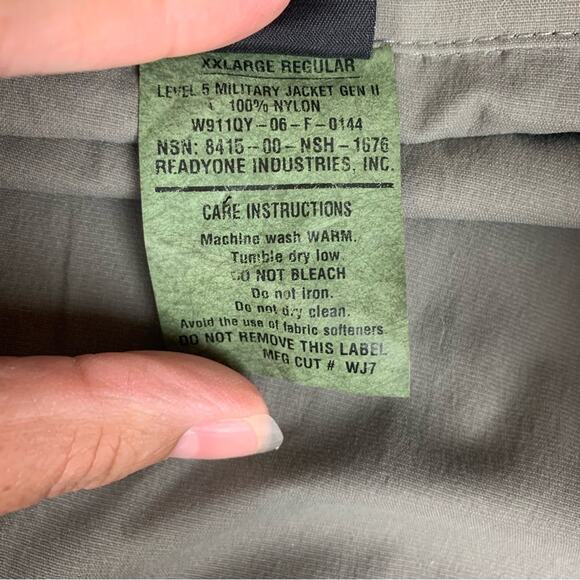 XXLARGE REGULAR
LEVEL 5 MILITARY JACKET GEN II
100% NYLON
W911QY-06-F-0144
NSN: 8415-00-NSH-1676
READYONE INDUSTRIES, INC.
CARE INSTRUCTIONS
Machine wash WARM.
Tumble dry low
DO NOT BLEACH
Do not iron.
Do not dry clean.
Avoid the use of fabric softeners
DO NOT REMOVE THIS LABEL
MFG CUT # WJ7